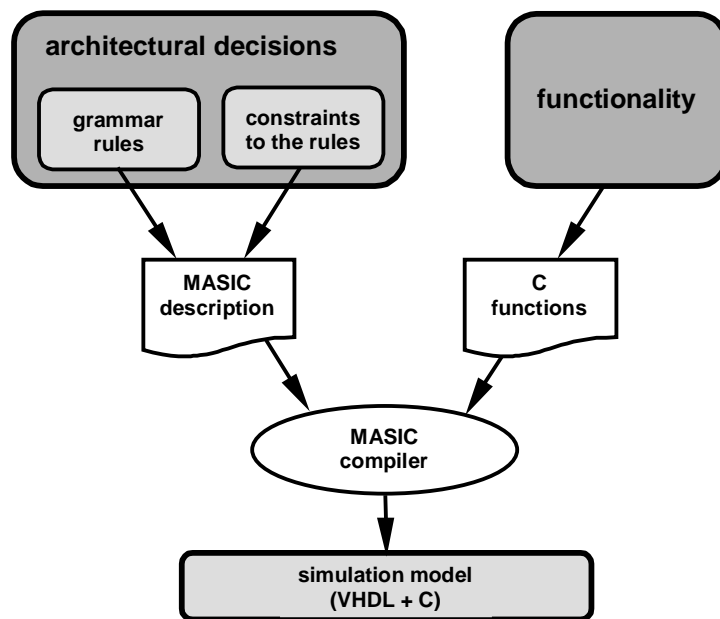 architectural decisions
grammar
rules
constraints
to the rules
functionality
MASIC
description
C
functions
MASIC
compiler
simulation model
(VHDL + C)